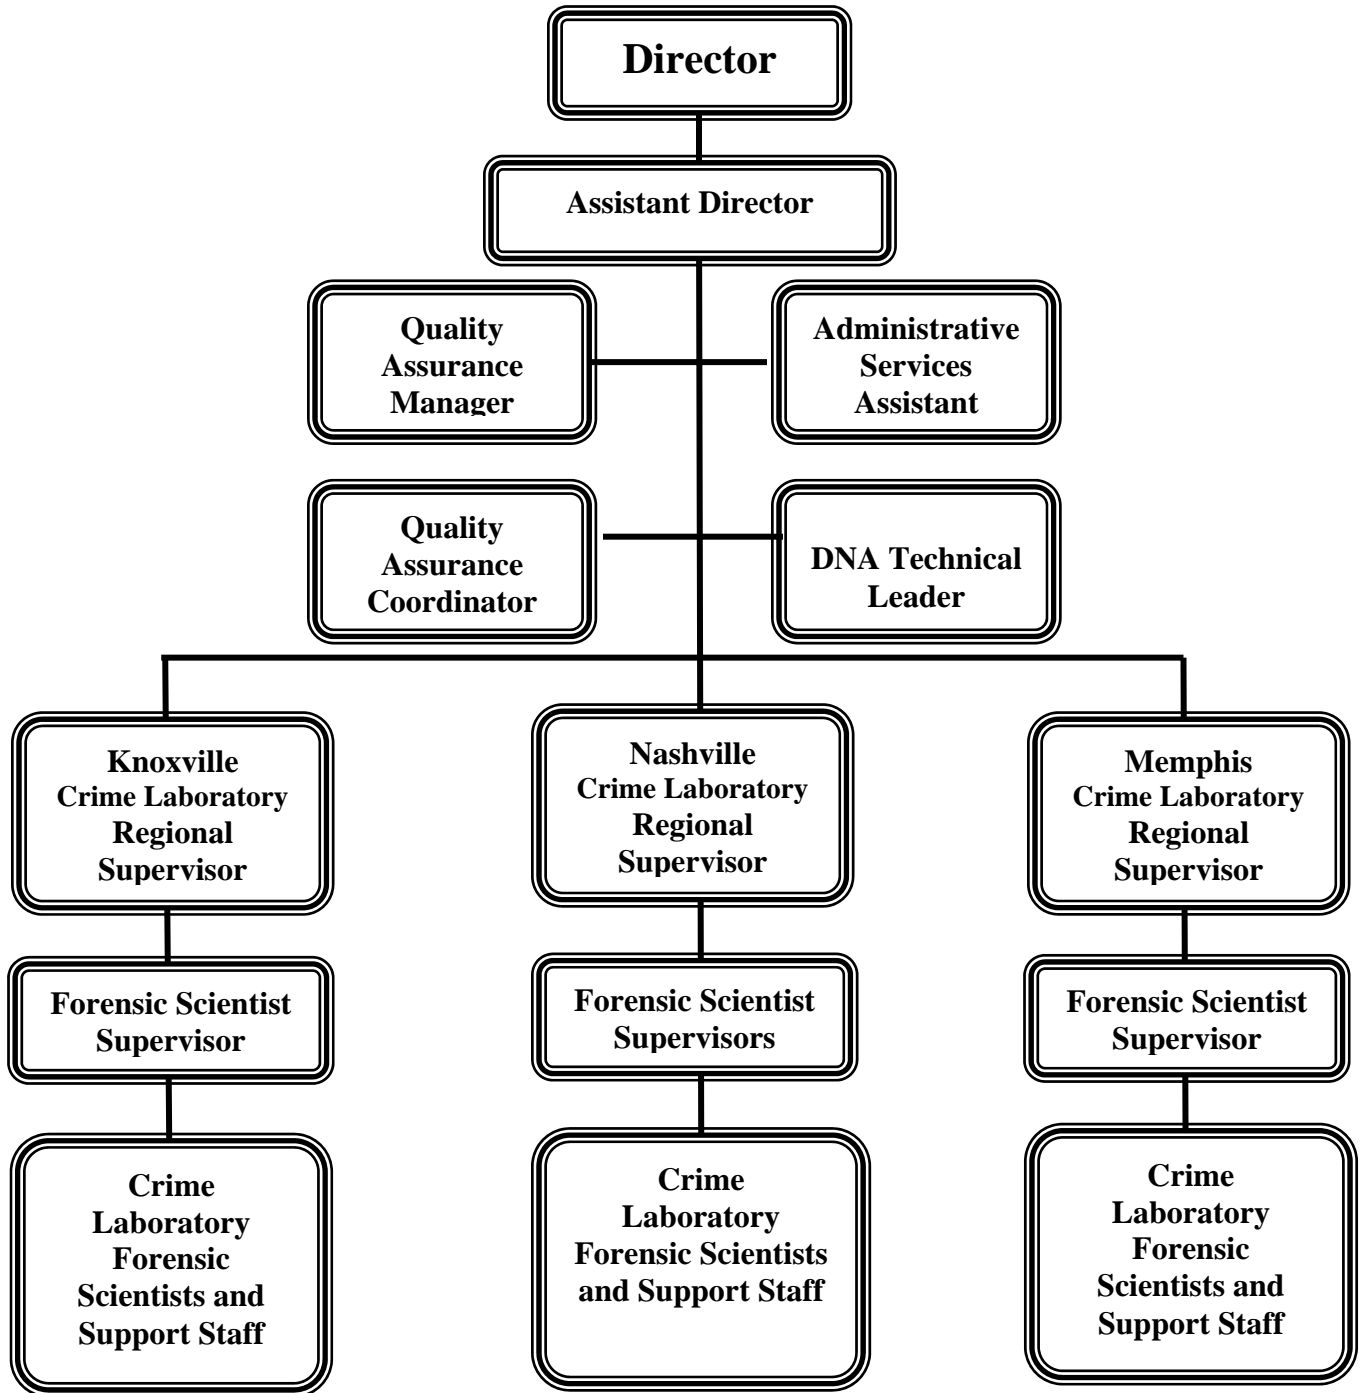 Director
Assistant Director
Quality
Assurance
Manager
Administrative
Services
Assistant
Quality
Assurance
Coordinator
DNA Technical
Leader
Knoxville
Crime Laboratory
Regional
Supervisor
Nashville
Crime Laboratory
Regional
Supervisor
Memphis
Crime Laboratory
Regional
Supervisor
Forensic Scientist
Supervisor
Forensic Scientist
Supervisors
Forensic Scientist
Supervisor
Crime
Laboratory
Forensic
Scientists and
Support Staff
Crime
Laboratory
Forensic Scientists
and Support Staff
Crime
Laboratory
Forensic
Scientists and
Support Staff